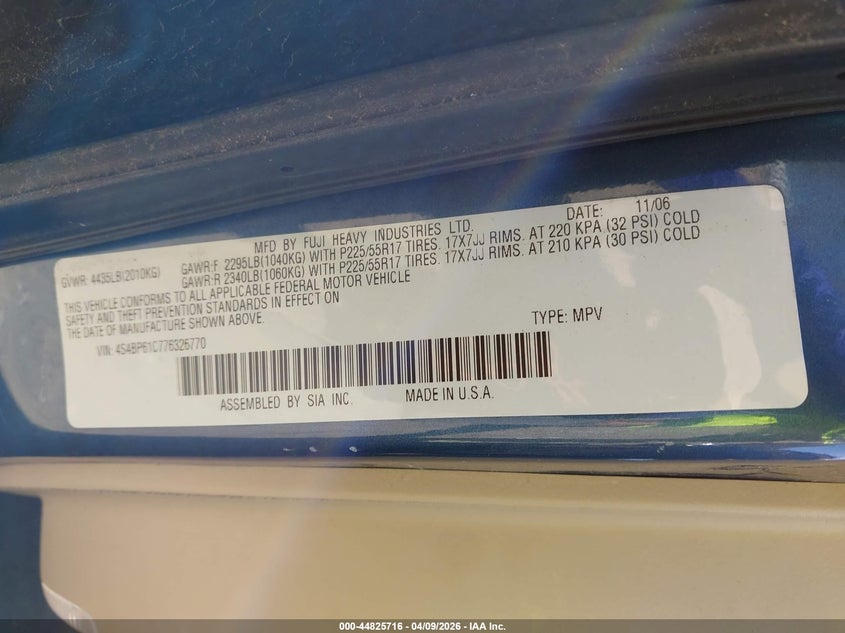 MFD BY FUJI HEAVY INDUSTRIES LTD. DATE: 11/06
GVWR: 4435LB(2010KG) GAWR:F 2295LB(1040KG) WITH P225/55R17 TIRES. 17X7JJ RIMS. AT 220 KPA (32 PSI) COLD
GAWR:R 2340LB(1060KG) WITH P225/55R17 TIRES. 17X7JJ RIMS. AT 210 KPA (30 PSI) COLD
THIS VEHICLE CONFORMS TO ALL APPLICABLE FEDERAL MOTOR VEHICLE
SAFETY AND THEFT PREVENTION STANDARDS IN EFFECT ON
THE DATE OF MANUFACTURE SHOWN ABOVE.
VIN: 4S4BP61C776326770 TYPE: MPV
ASSEMBLED BY SIA INC. MADE IN U.S.A.
000-44825716 | 04/09/2026 | IAA Inc.